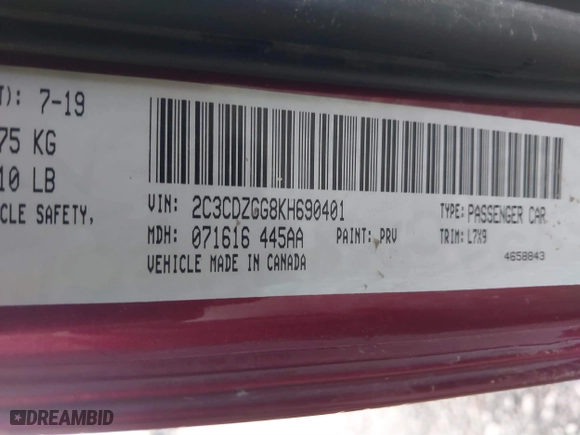 T): 7-19
75 KG
10 LB
CLE SAFETY,
VIN: 2C3CDZGG8KH690401
TYPE: PASSENGER CAR
MDH: 071616 445AA
PAINT: PRV
TRIM: L7X9
VEHICLE MADE IN CANADA
4658843
DREAMBID